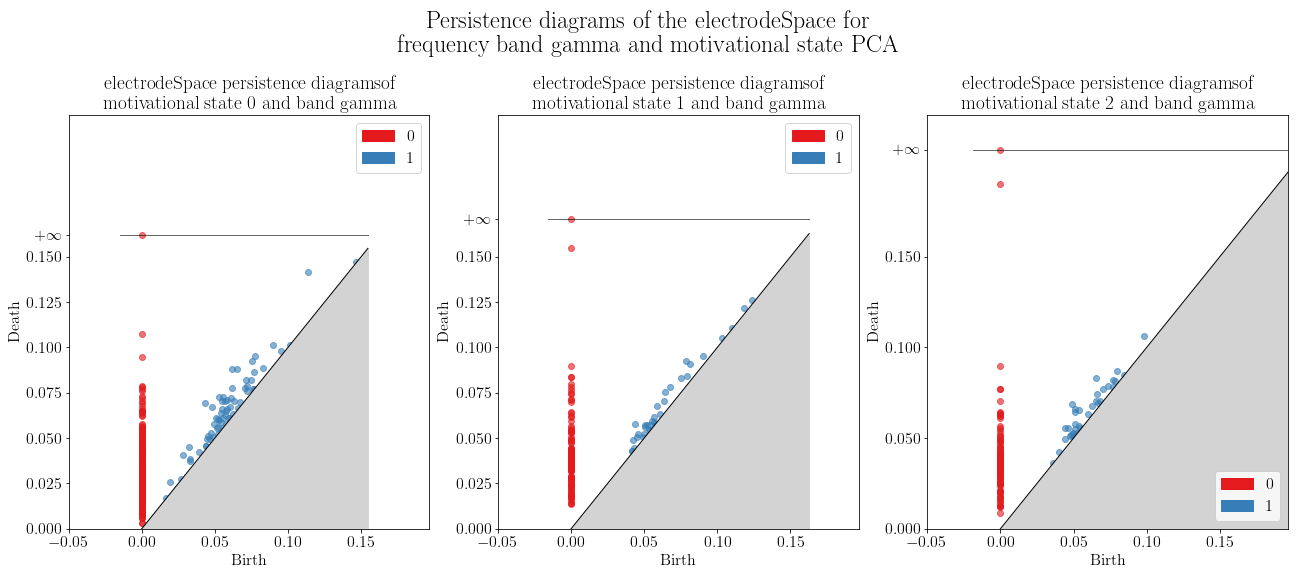 Persistence diagrams of the electrodeSpace for
frequency band gamma and motivational state PCA
electrodeSpace persistence diagramsof
motivational state 0 and band gamma
0
1
+∞
0.150
0.125
0.100
0.075
0.050
0.025
0.000
Death
−0.05 0.00 0.05 0.10 0.15
Birth
electrodeSpace persistence diagramsof
motivational state 1 and band gamma
0
1
+∞
0.150
0.125
0.100
0.075
0.050
0.025
0.000
Death
−0.05 0.00 0.05 0.10 0.15
Birth
electrodeSpace persistence diagramsof
motivational state 2 and band gamma
+∞
0.150
0.050
0.125
0.100
0.075
0.025
0.000
Death
0
1
−0.05 0.00 0.05 0.10 0.15
Birth